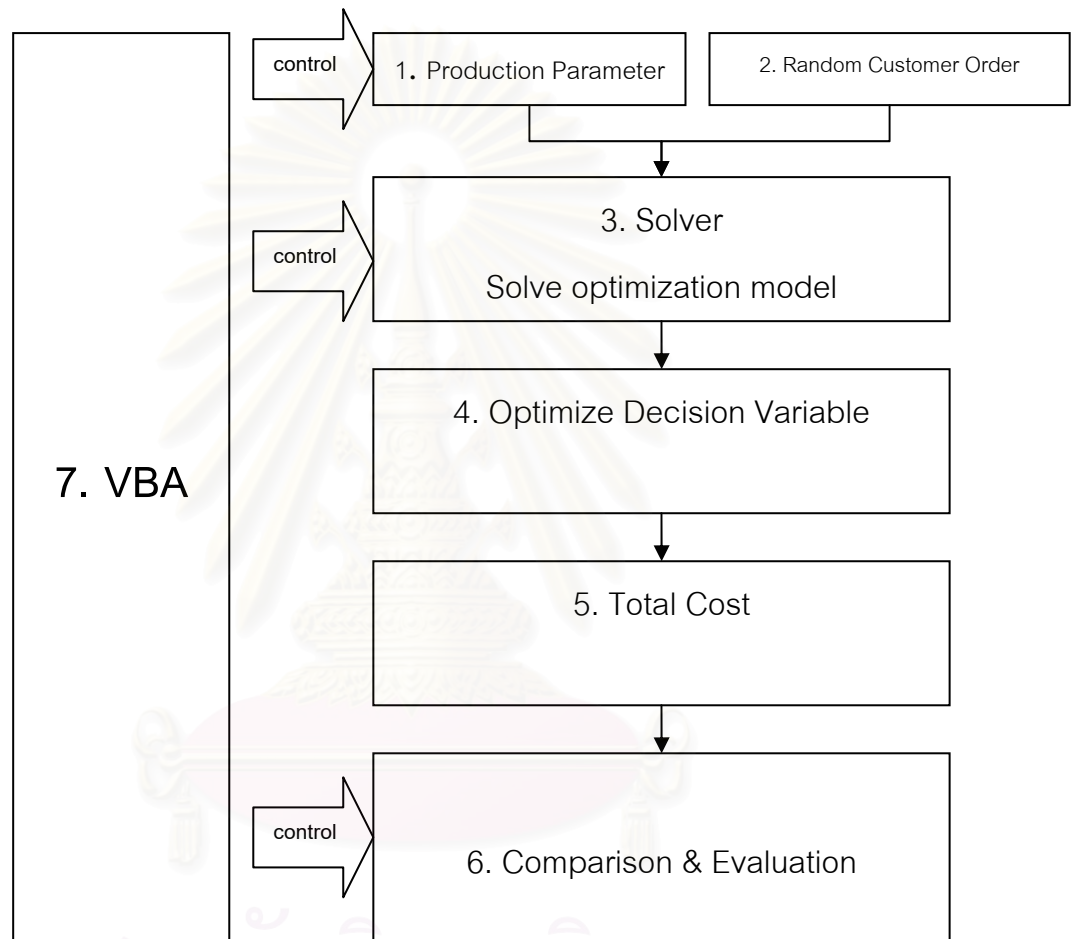 control
1. Production Parameter
2. Random Customer Order
control
3. Solver
Solve optimization model
4. Optimize Decision Variable
7. VBA
5. Total Cost
control
6. Comparison & Evaluation